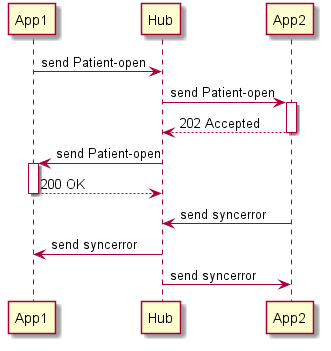 App1 Hub App2
send Patient-open
send Patient-open
202 Accepted
send Patient-open
200 OK
send syncerror
send syncerror
send syncerror
App1 Hub App2